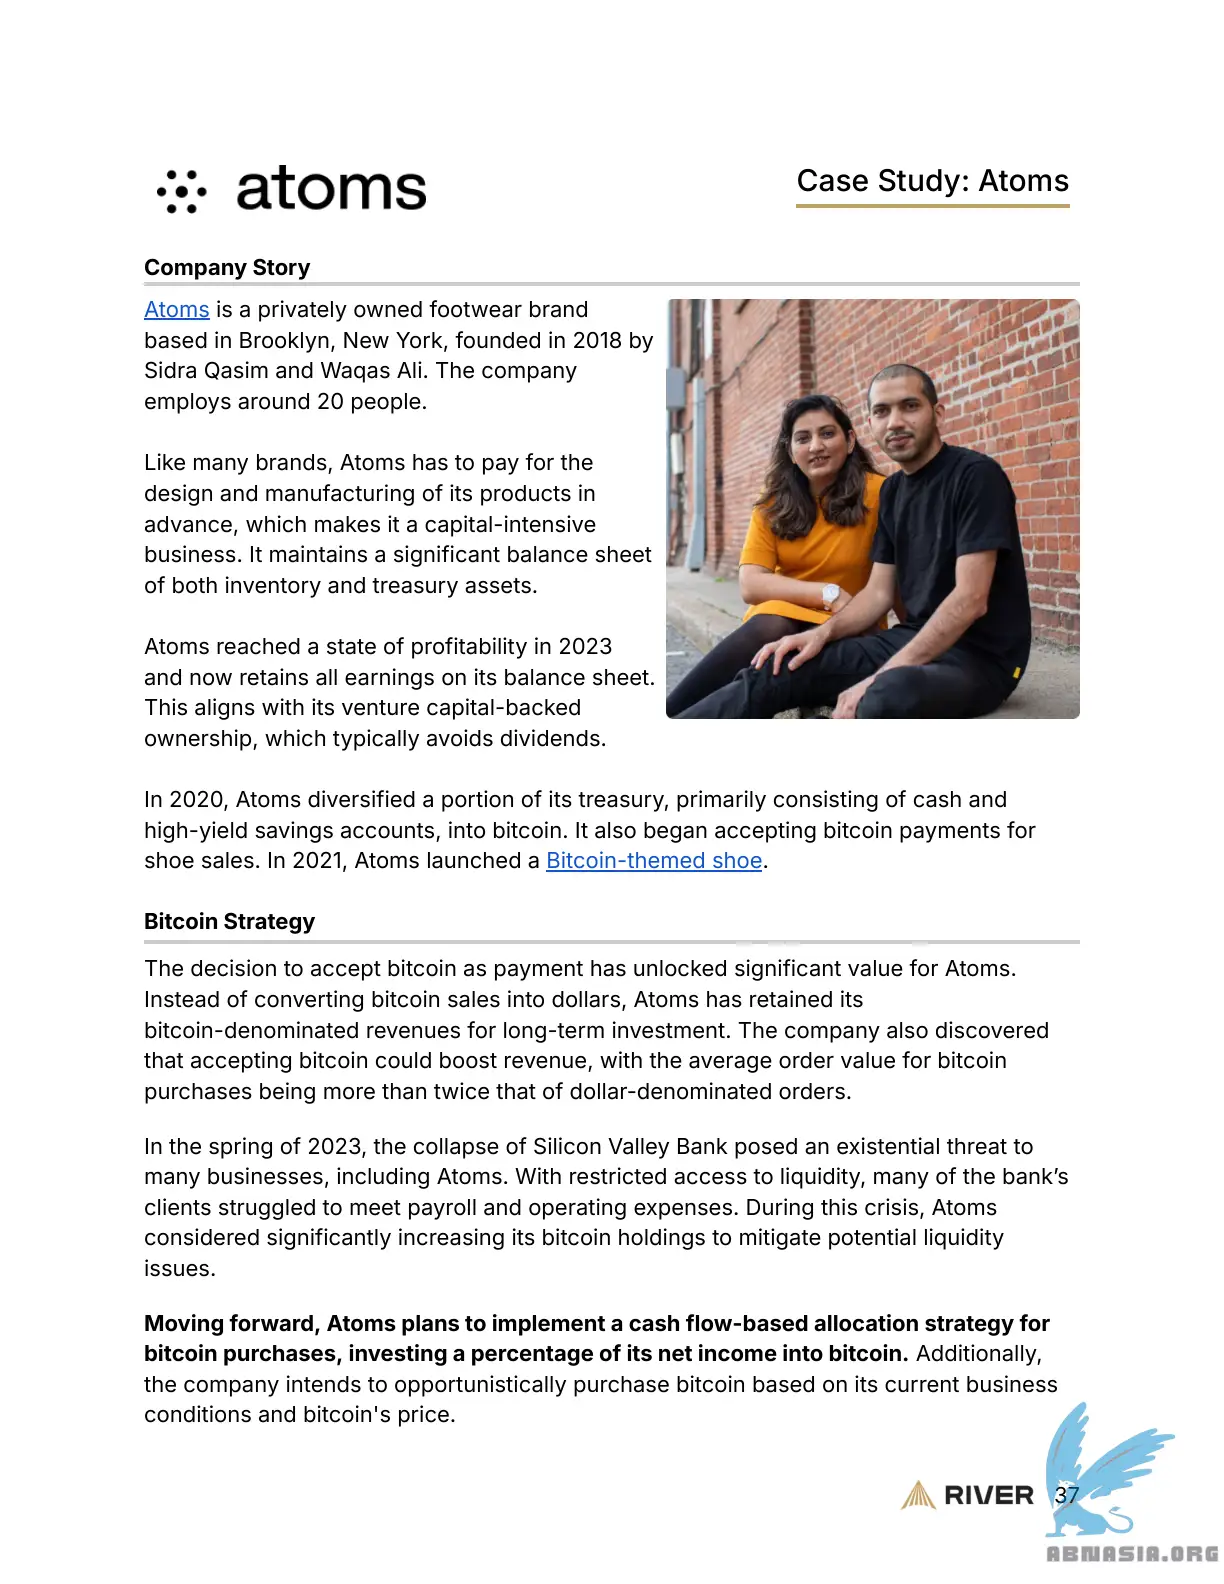 atoms
Case Study: Atoms
Company Story
Atoms is a privately owned footwear brand
based in Brooklyn, New York, founded in 2018 by
Sidra Qasim and Waqas Ali. The company
employs around 20 people.
Like many brands, Atoms has to pay for the
design and manufacturing of its products in
advance, which makes it a capital-intensive
business. It maintains a significant balance sheet
of both inventory and treasury assets.
Atoms reached a state of profitability in 2023
and now retains all earnings on its balance sheet.
This aligns with its venture capital-backed
ownership, which typically avoids dividends.
In 2020, Atoms diversified a portion of its treasury, primarily consisting of cash and
high-yield savings accounts, into bitcoin. It also began accepting bitcoin payments for
shoe sales. In 2021, Atoms launched a Bitcoin-themed shoe.
Bitcoin Strategy
The decision to accept bitcoin as payment has unlocked significant value for Atoms.
Instead of converting bitcoin sales into dollars, Atoms has retained its
bitcoin-denominated revenues for long-term investment. The company also discovered
that accepting bitcoin could boost revenue, with the average order value for bitcoin
purchases being more than twice that of dollar-denominated orders.
In the spring of 2023, the collapse of Silicon Valley Bank posed an existential threat to
many businesses, including Atoms. With restricted access to liquidity, many of the bank’s
clients struggled to meet payroll and operating expenses. During this crisis, Atoms
considered significantly increasing its bitcoin holdings to mitigate potential liquidity
issues.
Moving forward, Atoms plans to implement a cash flow-based allocation strategy for
bitcoin purchases, investing a percentage of its net income into bitcoin. Additionally,
the company intends to opportunistically purchase bitcoin based on its current business
conditions and bitcoin's price.
RIVER 37
ABNASIA.ORG